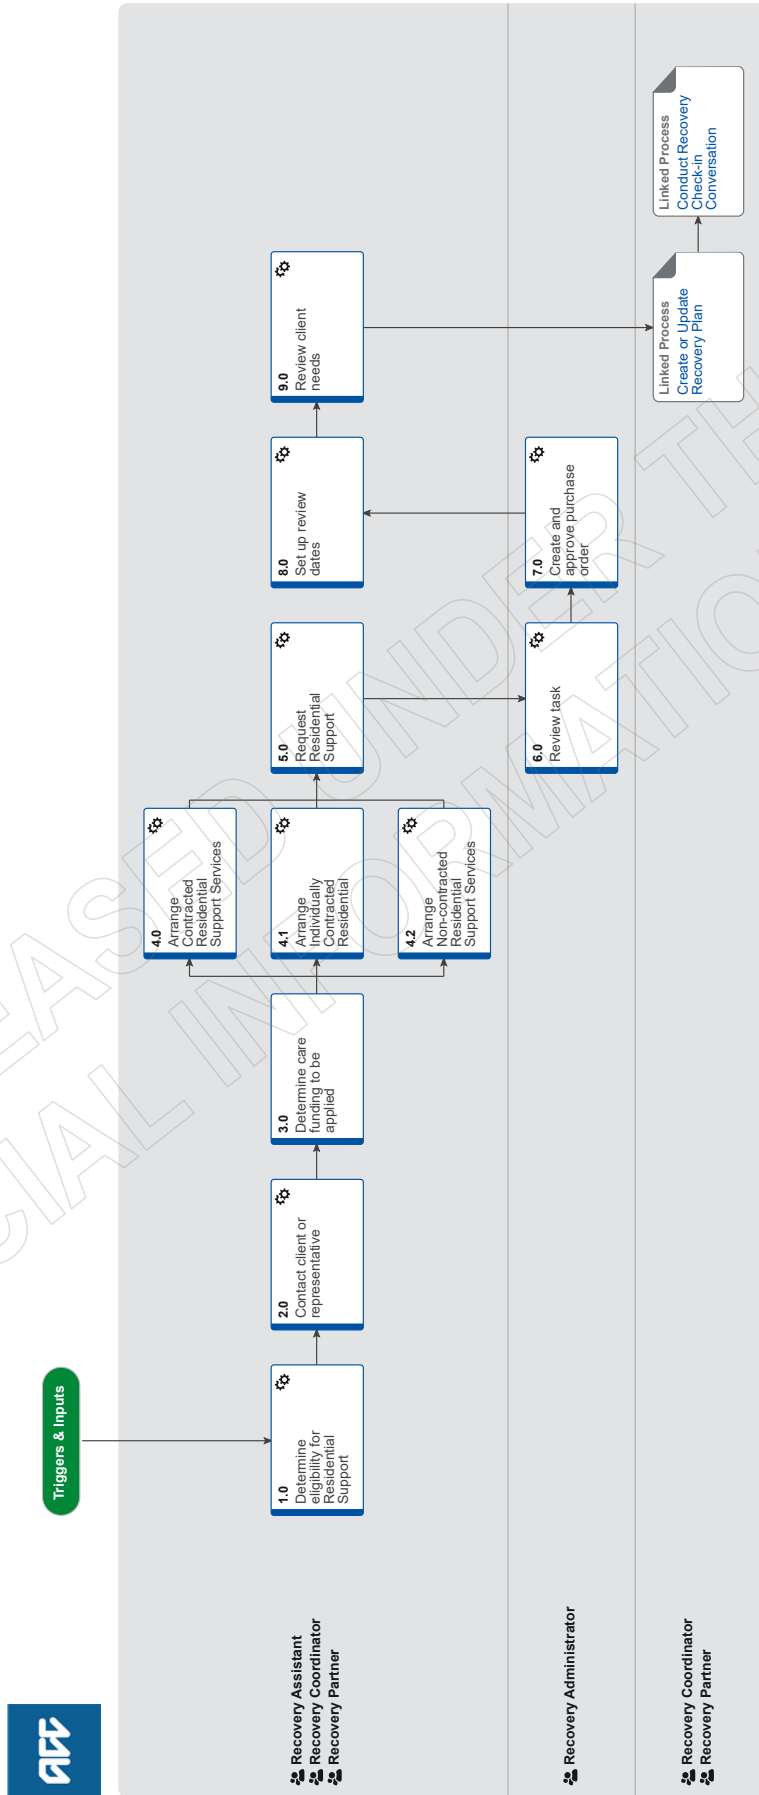 ACC
Triggers & Inputs
Recovery Assistant
Recovery Coordinator
Recovery Partner
1.0
Determine
eligibility for
Residential
Support
2.0
Contact client or
representative
3.0
Determine care
funding to be
applied
4.0
Arrange
Contracted
Residential
Support Services
4.1
Arrange
Individually
Contracted
Residential
4.2
Arrange
Non-contracted
Residential
Support Services
5.0
Request
Residential
Support
8.0
Set up review
dates
9.0
Review client
needs
Recovery Administrator
6.0
Review task
7.0
Create and
approve purchase
order
Recovery Coordinator
Recovery Partner
Linked Process
Create or Update
Recovery Plan
Linked Process
Conduct Recovery
Check-in
Conversation
EASED UNDER TH
CIAL INFORMATIO